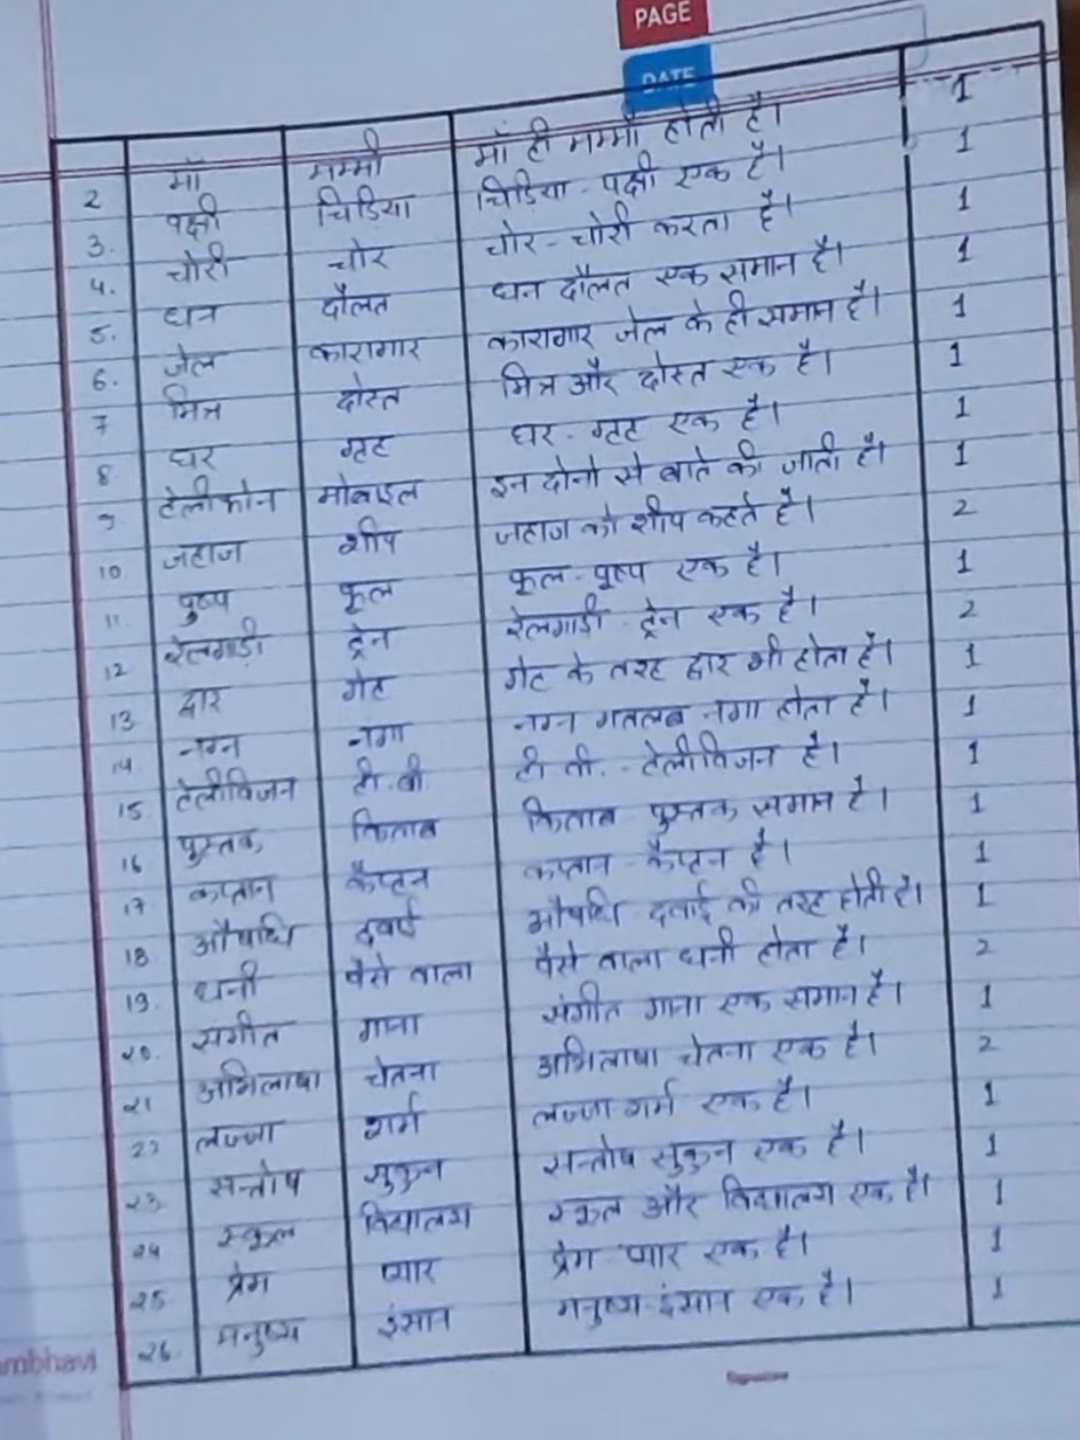 PAGE
DATE
2 माँ मम्मी माँ ही मम्मी होती है। 1
3. पक्षी चिड़िया चिड़िया - पक्षी एक है। 1
4. चोरी चोर चोर - चोरी करता है। 1
5. धन दौलत धन दौलत एक समान है। 1
6. जेल कारागार कारागार जेल के ही समान है। 1
7 मित्र दोस्त मित्र और दोस्त एक है। 1
8 घर गृह घर - गृह एक है। 1
9 टेलीफोन मोबाइल इन दोनो से बाते की जाती है। 1
10 जहाज शीप जहाज को शीप कहते है। 2
11 पुष्प फूल फूल - पुष्प एक है। 1
12 रेलगाड़ी ट्रेन रेलगाड़ी - ट्रेन एक है। 2
13 द्वार गेट गेट के तरह द्वार भी होता है। 1
14 नग्न नंगा नग्न मतलब नंगा होता है। 1
15 टेलीविजन टी.वी. टी वी. - टेलीविजन है। 1
16 पुस्तक किताब किताब पुस्तक समान है। 1
17 कप्तान कैप्टन कप्तान - कैप्टन है। 1
18 औषधि दवाई औषधि दवाई की तरह होती है। 1
19. धनी पैसे वाला पैसे वाला धनी होता है। 2
20. संगीत गाना संगीत गाना एक समान है। 1
21 अभिलाषा चेतना अभिलाषा चेतना एक है। 2
22 लज्जा शर्म लज्जा शर्म एक है। 1
23 सन्तोष सुकुन सन्तोष सुकुन एक है। 1
24 स्कूल विद्यालय स्कूल और विद्यालय एक है। 1
25 प्रेम प्यार प्रेम प्यार एक है। 1
26. मनुष्य इंसान मनुष्य - इंसान एक है। 1
mbhavi
Signature